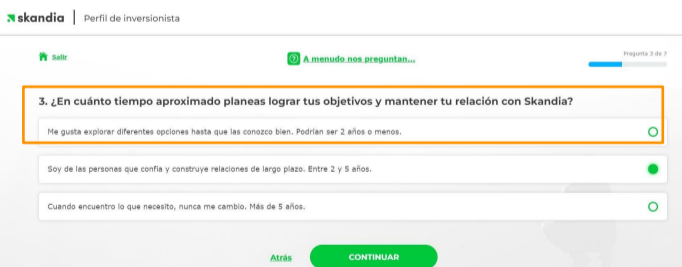 skandia | Perfil de inversionista
Salir
A menudo nos preguntan...
Pregunta 3 de 7
3. ¿En cuánto tiempo aproximado planeas lograr tus objetivos y mantener tu relación con Skandia?
Me gusta explorar diferentes opciones hasta que las conozco bien. Podrían ser 2 años o menos.
Soy de las personas que confía y construye relaciones de largo plazo. Entre 2 y 5 años.
Cuando encuentro lo que necesito, nunca me cambio. Más de 5 años.
Atrás
CONTINUAR